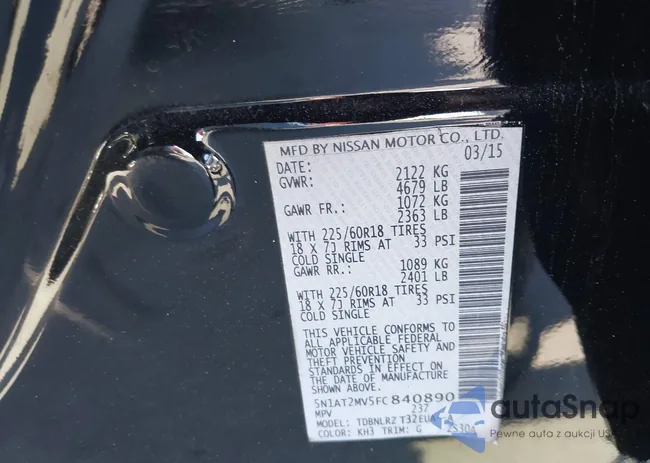 MFD BY NISSAN MOTOR CO., LTD.
DATE: 03/15
GVWR: 2122 KG
4679 LB
GAWR FR.: 1072 KG
2363 LB
WITH 225/60R18 TIRES
18 X 7J RIMS AT 33 PSI
COLD SINGLE
GAWR RR.: 1089 KG
2401 LB
WITH 225/60R18 TIRES
18 X 7J RIMS AT 33 PSI
COLD SINGLE
THIS VEHICLE CONFORMS TO
ALL APPLICABLE FEDERAL
MOTOR VEHICLE SAFETY AND
THEFT PREVENTION
STANDARDS IN EFFECT ON
THE DATE OF MANUFACTURE
SHOWN ABOVE.
5N1AT2MV5FC840890
MPV 237
MODEL: TDBNLRZ
COLOR: KH3 TRIM: G
autoSnap
Pewne auta z aukcji USA